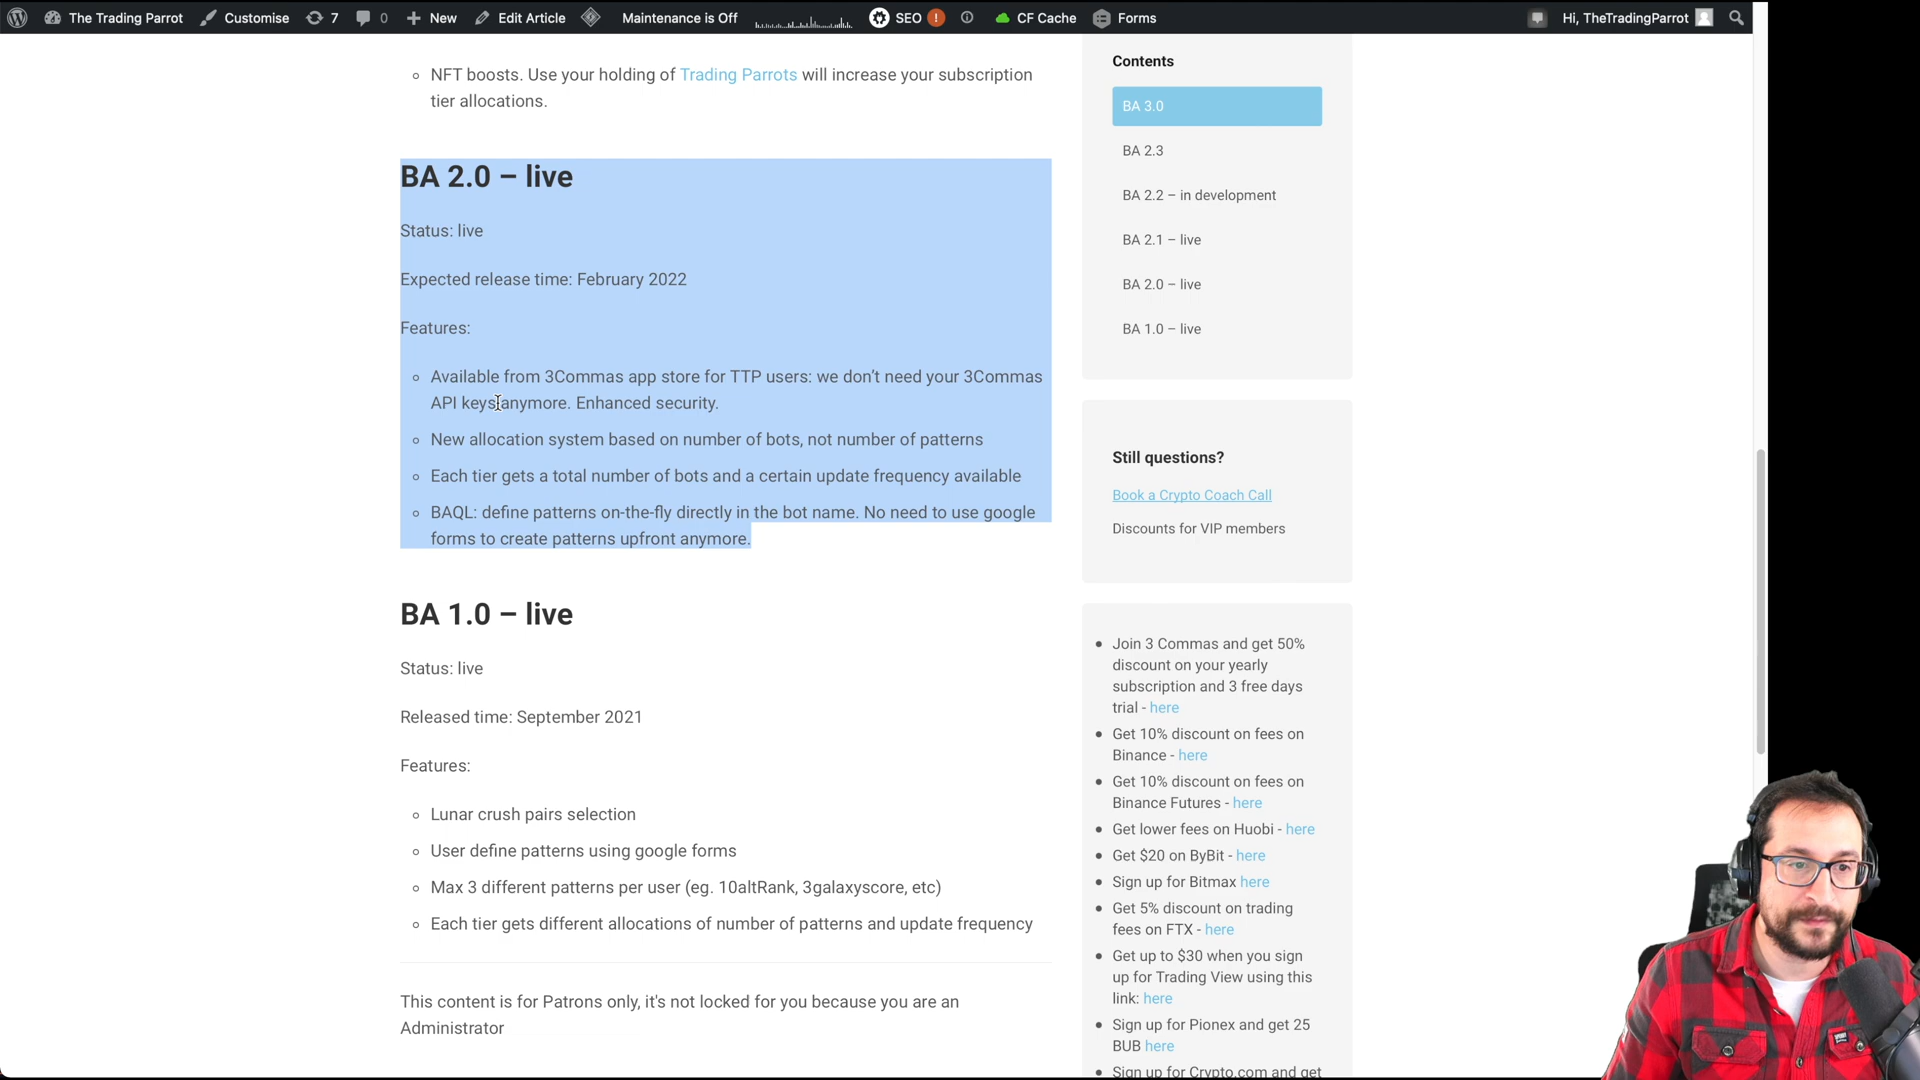 The Trading Parrot Customise 7 0 New Edit Article Maintenance is Off SEO ! CF Cache Forms Hi, TheTradingParrot
NFT boosts. Use your holding of Trading Parrots will increase your subscription
tier allocations.
BA 2.0 – live
Status: live
Expected release time: February 2022
Features:
Available from 3Commas app store for TTP users: we don’t need your 3Commas
API keys anymore. Enhanced security.
New allocation system based on number of bots, not number of patterns
Each tier gets a total number of bots and a certain update frequency available
BAQL: define patterns on-the-fly directly in the bot name. No need to use google
forms to create patterns upfront anymore.
BA 1.0 – live
Status: live
Released time: September 2021
Features:
Lunar crush pairs selection
User define patterns using google forms
Max 3 different patterns per user (eg. 10altRank, 3galaxyscore, etc)
Each tier gets different allocations of number of patterns and update frequency
This content is for Patrons only, it's not locked for you because you are an
Administrator
Contents
BA 3.0
BA 2.3
BA 2.2 – in development
BA 2.1 – live
BA 2.0 – live
BA 1.0 – live
Still questions?
Book a Crypto Coach Call
Discounts for VIP members
Join 3 Commas and get 50%
discount on your yearly
subscription and 3 free days
trial - here
Get 10% discount on fees on
Binance - here
Get 10% discount on fees on
Binance Futures - here
Get lower fees on Huobi - here
Get $20 on ByBit - here
Sign up for Bitmax here
Get 5% discount on trading
fees on FTX - here
Get up to $30 when you sign
up for Trading View using this
link: here
Sign up for Pionex and get 25
BUB here
Sign up for Crypto.com and get